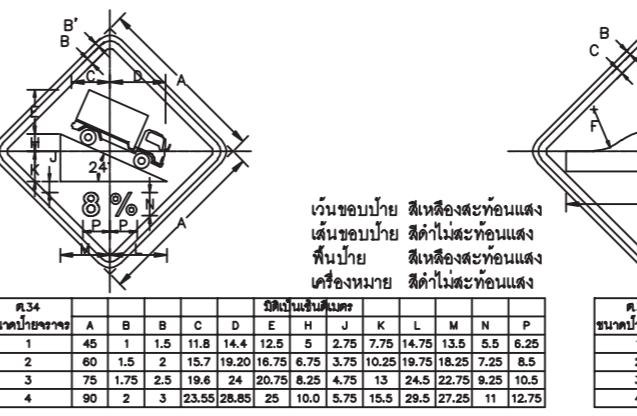 B'
B
C
D
A
E
H
J
K
24°
8 %
N
P
P
M
L
A
B
C
F
เว้นขอบป้าย สีเหลืองสะท้อนแสง
เส้นขอบป้าย สีดำไม่สะท้อนแสง
พื้นป้าย สีเหลืองสะท้อนแสง
เครื่องหมาย สีดำไม่สะท้อนแสง
ต.34 มิติเป็นเซ็นติเมตร
ขนาดป้ายจราจร A B B C D E H J K L M N P
1 45 1 1.5 11.8 14.4 12.5 5 2.75 7.75 14.75 13.5 5.5 6.25
2 60 1.5 2 15.7 19.20 16.75 6.75 3.75 10.25 19.75 18.25 7.25 8.5
3 75 1.75 2.5 19.6 24 20.75 8.25 4.75 13 24.5 22.75 9.25 10.5
4 90 2 3 23.55 28.85 25 10.0 5.75 15.5 29.5 27.25 11 12.75
ขนาดป้าย